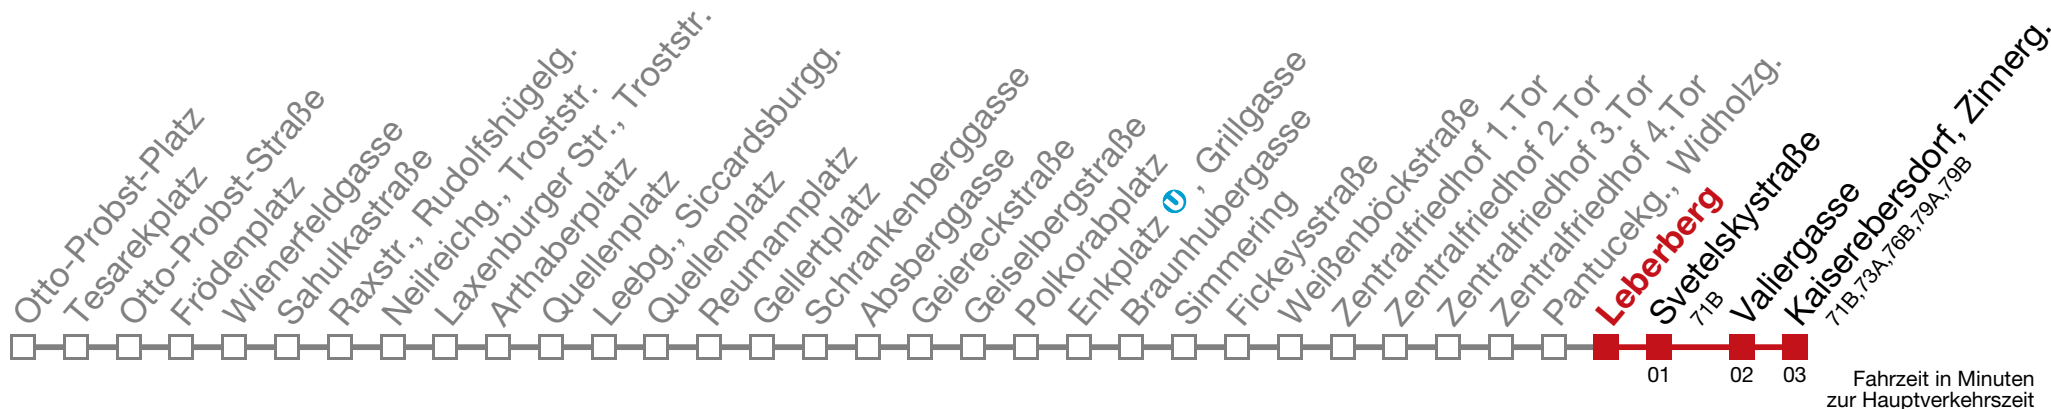 Otto-Probst-Platz
Tesarekplatz
Otto-Probst-Straße
Frödenplatz
Wienerfeldgasse
Sahulkastraße
Raxstr., Rudolfshügelg.
Neilreichg., Troststr.
Laxenburger Str., Troststr.
Arthaberplatz
Quellenplatz
Leebg., Siccardsburgg.
Quellenplatz
Reumannplatz
Gellertplatz
Schrankenberggasse
Absberggasse
Geiereckstraße
Geiselbergstraße
Polkorabplatz
Enkplatz U, Grillgasse
Braunhubergasse
Simmering
Fickeysstraße
Weißenböckstraße
Zentralfriedhof 1. Tor
Zentralfriedhof 2. Tor
Zentralfriedhof 3. Tor
Zentralfriedhof 4. Tor
Pantucekg., Widholzg.
Leberberg
Svetelskystraße
71B
Valiergasse
Kaiserebersdorf, Zinnerg.
71B,73A,76B,79A,79B
01 02 03
Fahrzeit in Minuten
zur Hauptverkehrszeit